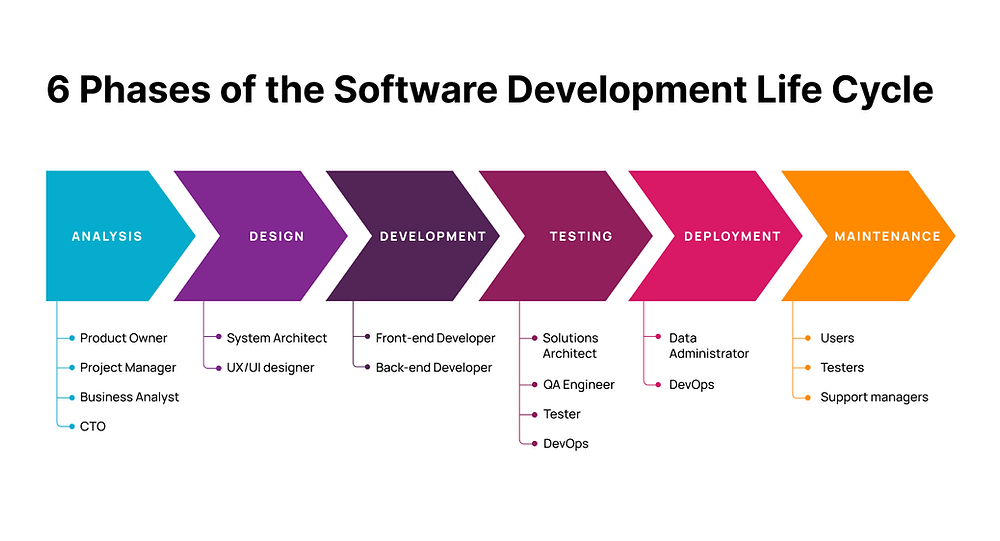 6 Phases of the Software Development Life Cycle
ANALYSIS
DESIGN
DEVELOPMENT
TESTING
DEPLOYMENT
MAINTENANCE
Product Owner
Project Manager
Business Analyst
CTO
System Architect
UX/UI designer
Front-end Developer
Back-end Developer
Solutions
Architect
QA Engineer
Tester
DevOps
Data
Administrator
DevOps
Users
Testers
Support managers